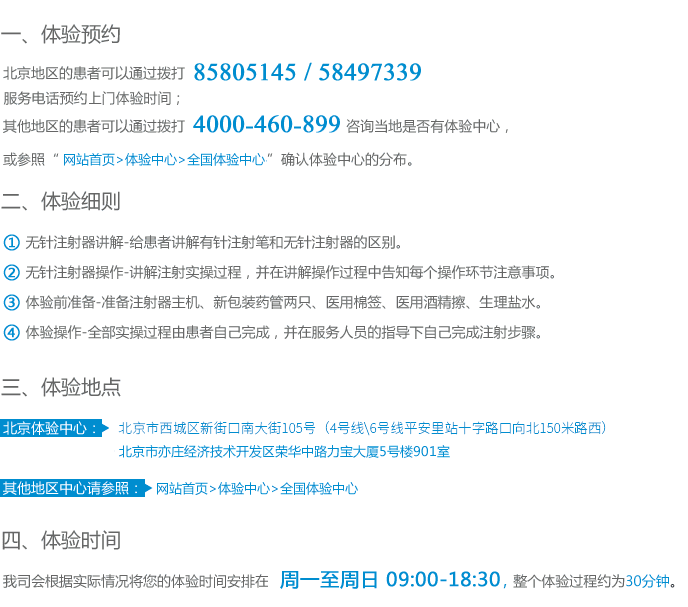 一、体验预约
北京地区的患者可以通过拨打 85805145 / 58497339
服务电话预约上门体验时间；
其他地区的患者可以通过拨打 4000-460-899 咨询当地是否有体验中心，
或参照“ 网站首页>体验中心>全国体验中心”确认体验中心的分布。
二、体验细则
① 无针注射器讲解-给患者讲解有针注射笔和无针注射器的区别。
② 无针注射器操作-讲解注射实操过程，并在讲解操作过程中告知每个操作环节注意事项。
③ 体验前准备-准备注射器主机、新包装药管两只、医用棉签、医用酒精擦、生理盐水。
④ 体验操作-全部实操过程由患者自己完成，并在服务人员的指导下自己完成注射步骤。
三、体验地点
北京体验中心： 北京市西城区新街口南大街105号（4号线\6号线平安里站十字路口向北150米路西）
北京市亦庄经济技术开发区荣华中路力宝大厦5号楼901室
其他地区中心请参照： 网站首页>体验中心>全国体验中心
四、体验时间
我司会根据实际情况将您的体验时间安排在 周一至周日 09:00-18:30，整个体验过程约为30分钟。